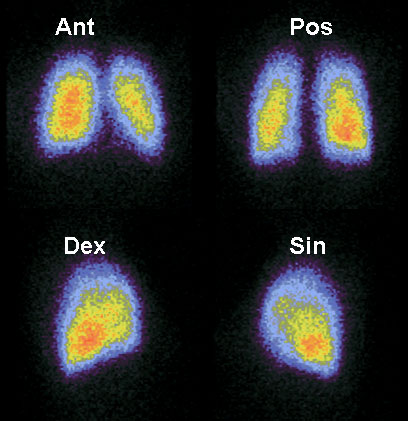 Ant Pos
Dex Sin